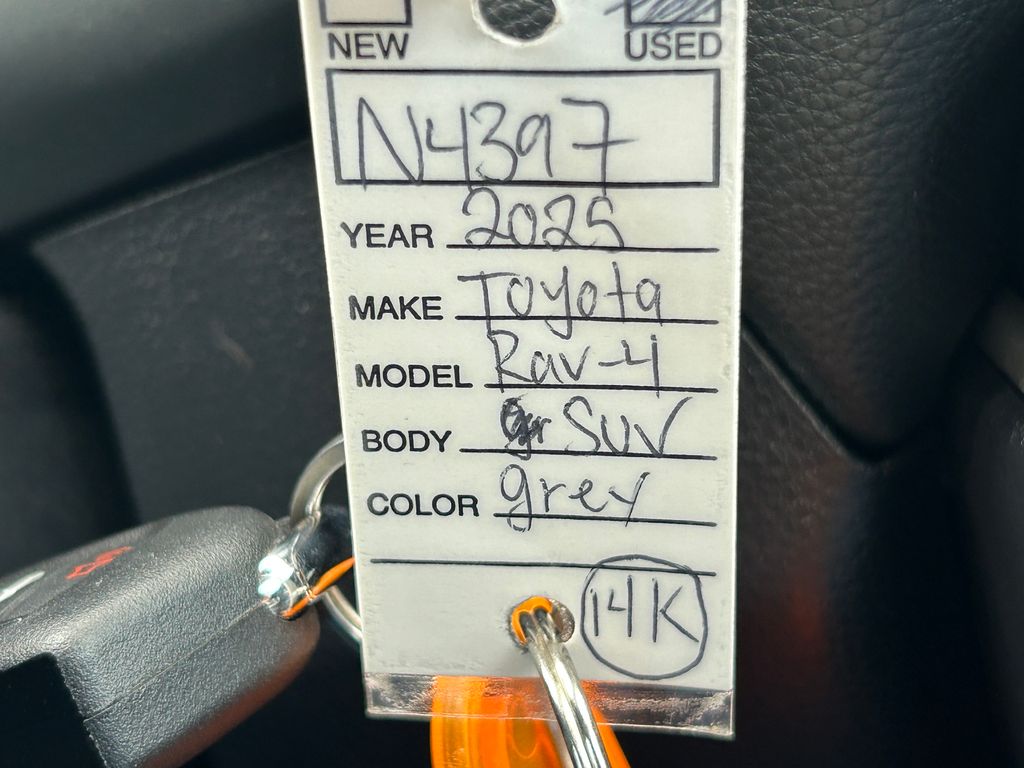 NEW USED
N4397
YEAR 2025
MAKE Toyota
MODEL Rav-4
BODY SUV
COLOR grey
14K